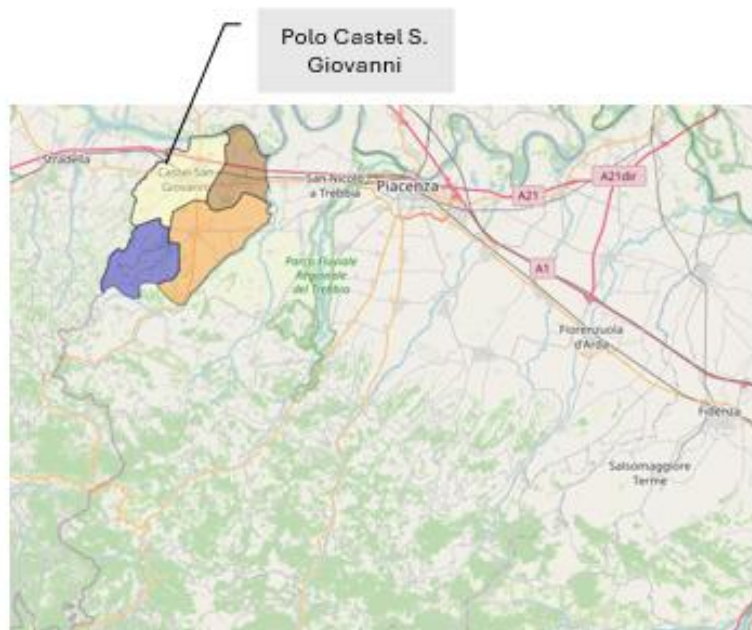 Polo Castel S.
Giovanni
Stradella
Castel San
Giovanni
San Nicolò
a Trebbia
Piacenza
A21
A21dir
A1
Parco Fluviale
Regionale
del Trebbia
Fiorenzuola
d'Arda
Fidenza
Salsomaggiore
Terme